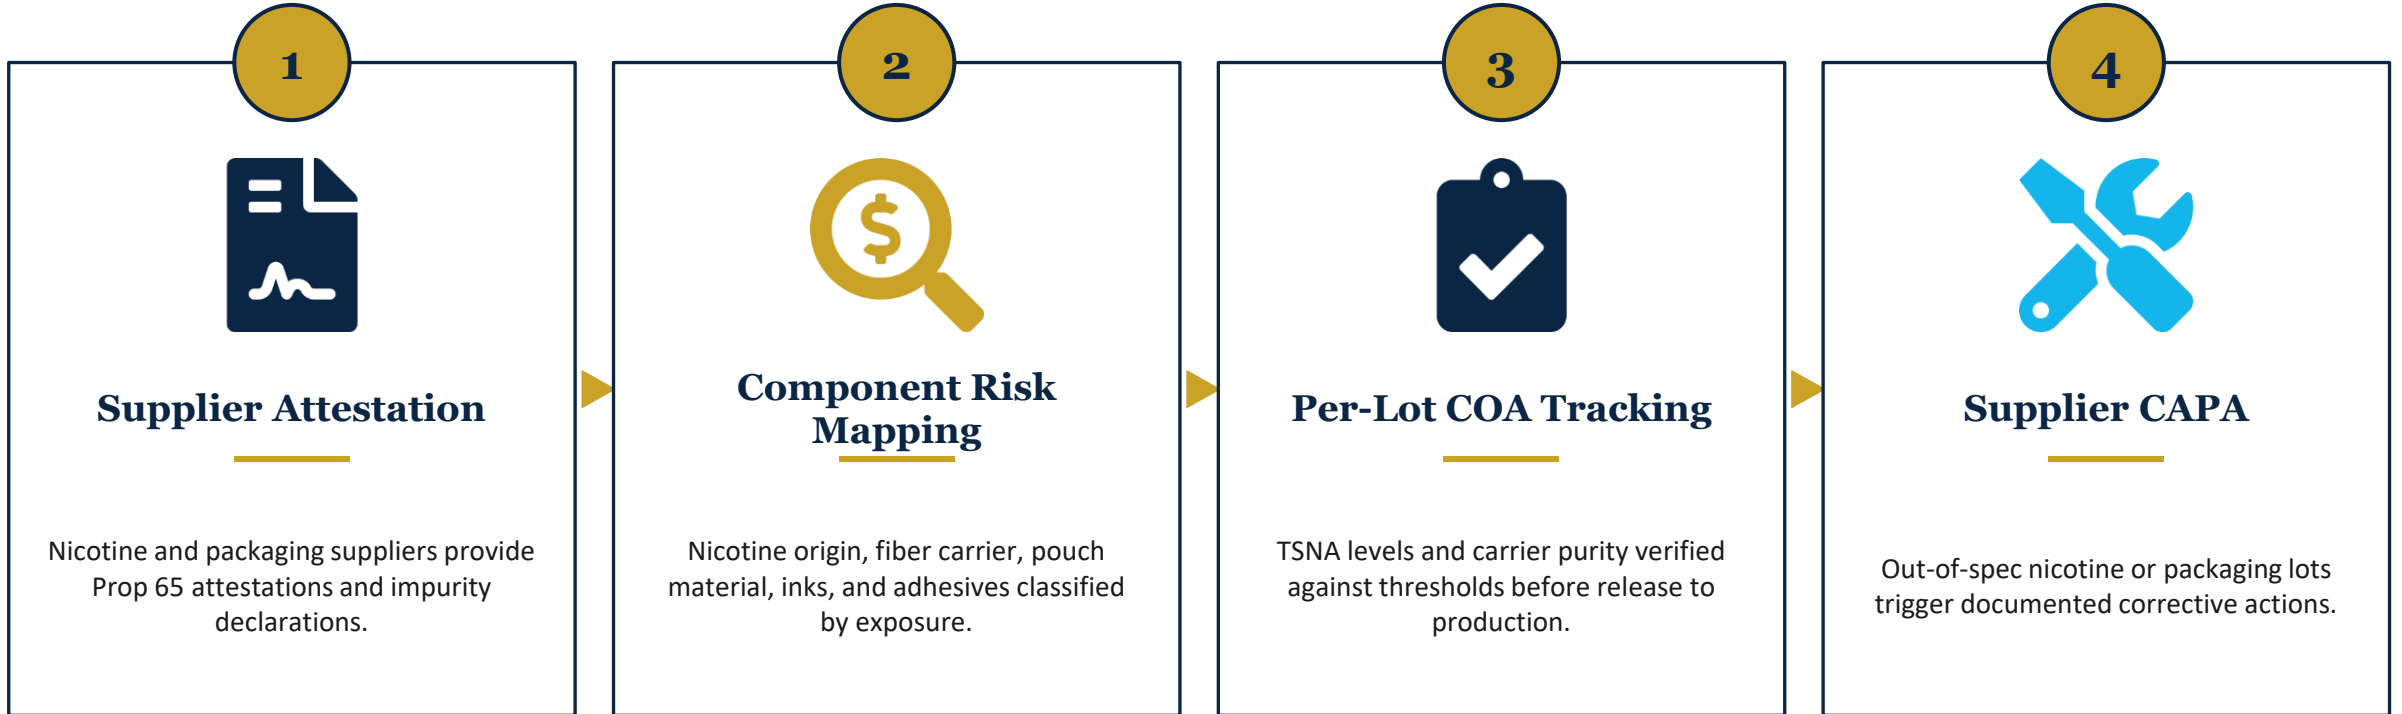 1
Supplier Attestation
Nicotine and packaging suppliers provide
Prop 65 attestations and impurity
declarations.
2
$
Component Risk
Mapping
Nicotine origin, fiber carrier, pouch
material, inks, and adhesives classified
by exposure.
3
Per-Lot COA Tracking
TSNA levels and carrier purity verified
against thresholds before release to
production.
4
Supplier CAPA
Out-of-spec nicotine or packaging lots
trigger documented corrective actions.